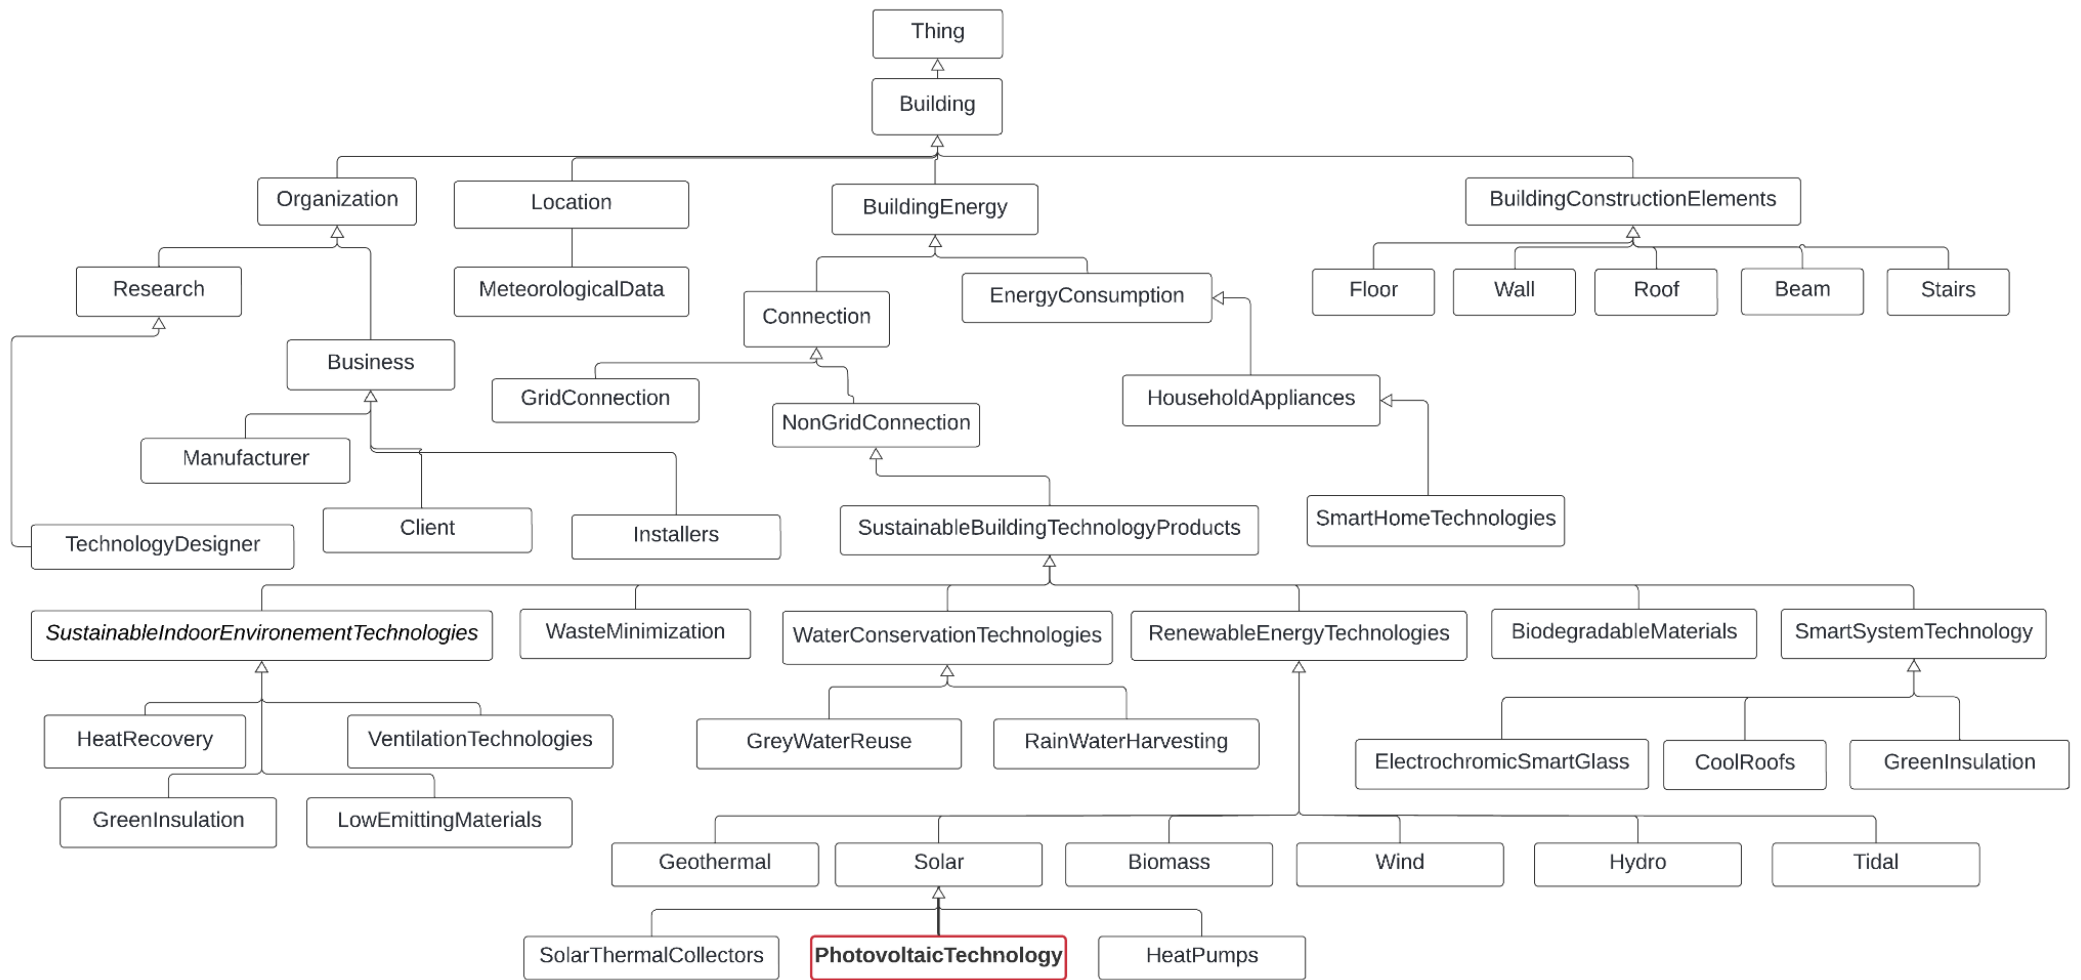 Thing
Building
Organization
Location
BuildingEnergy
BuildingConstructionElements
Research
MeteorologicalData
Connection
EnergyConsumption
Floor
Wall
Roof
Beam
Stairs
Business
GridConnection
NonGridConnection
HouseholdAppliances
Manufacturer
Client
Installers
TechnologyDesigner
SustainableBuildingTechnologyProducts
SmartHomeTechnologies
SustainableIndoorEnvironementTechnologies
WasteMinimization
WaterConservationTechnologies
RenewableEnergyTechnologies
BiodegradableMaterials
SmartSystemTechnology
HeatRecovery
VentilationTechnologies
GreyWaterReuse
RainWaterHarvesting
ElectrochromicSmartGlass
CoolRoofs
GreenInsulation
GreenInsulation
LowEmittingMaterials
Geothermal
Solar
Biomass
Wind
Hydro
Tidal
SolarThermalCollectors
PhotovoltaicTechnology
HeatPumps